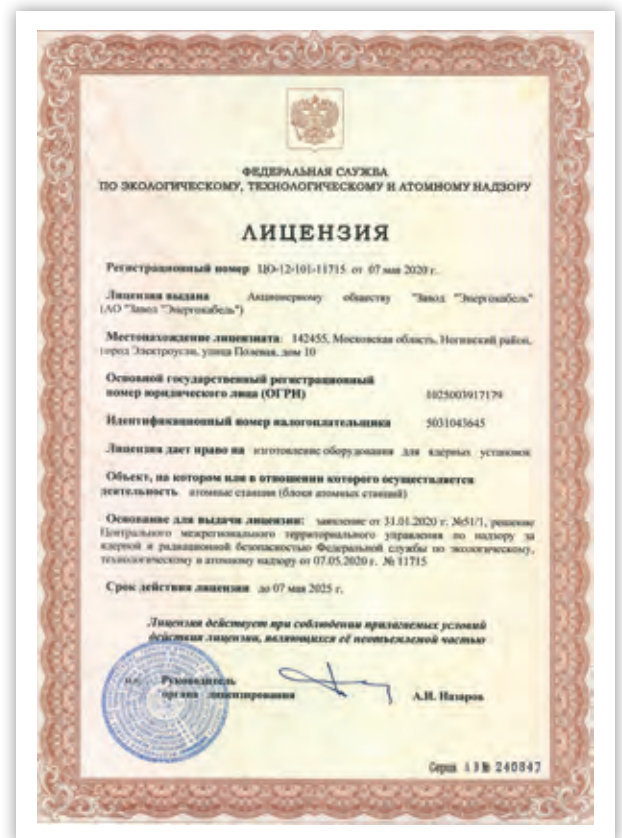 ФЕДЕРАЛЬНАЯ СЛУЖБА
ПО ЭКОЛОГИЧЕСКОМУ, ТЕХНОЛОГИЧЕСКОМУ И АТОМНОМУ НАДЗОРУ
ЛИЦЕНЗИЯ
Регистрационный номер ЦО-12-101-11715 от 07 мая 2020 г.
Лицензия выдана Акционерному обществу "Завод "Энергокабель"
(АО "Завод "Энергокабель")
Местонахождение лицензиата: 142455, Московская область, Ногинский район,
город Электроугли, улица Полевая, дом 10
Основной государственный регистрационный
номер юридического лица (ОГРН) 1025003917179
Идентификационный номер налогоплательщика 5031043645
Лицензия дает право на изготовление оборудования для ядерных установок
Объект, на котором или в отношении которого осуществляется
деятельность атомные станции (блоки атомных станций)
Основание для выдачи лицензии: заявление от 31.01.2020 г. №51/1, решение
Центрального межрегионального территориального управления по надзору за
ядерной и радиационной безопасностью Федеральной службы по экологическому,
технологическому и атомному надзору от 07.05.2020 г. № 11715
Срок действия лицензии до 07 мая 2025 г.
Лицензия действует при соблюдении прилагаемых условий
действия лицензии, являющихся её неотъемлемой частью
Руководитель
органа лицензирования А.И. Назаров
Серия А В № 240847